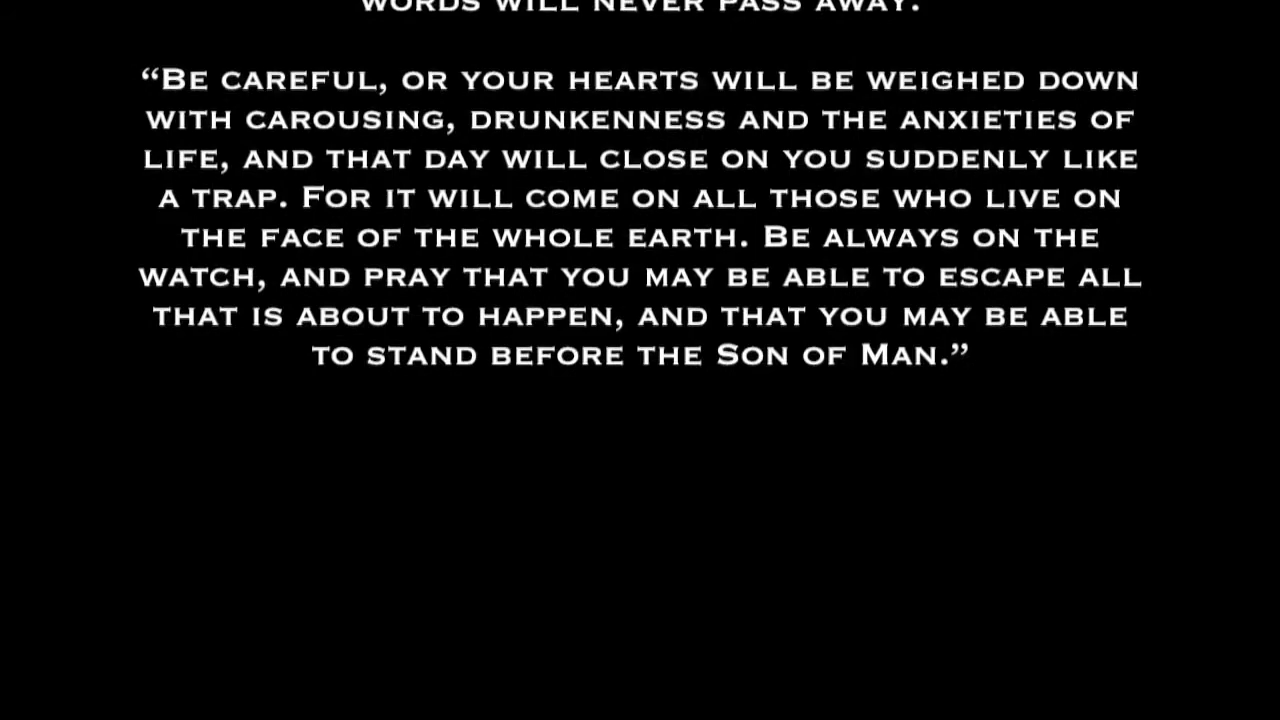 WORDS WILL NEVER PASS AWAY.
“BE CAREFUL, OR YOUR HEARTS WILL BE WEIGHED DOWN
WITH CAROUSING, DRUNKENNESS AND THE ANXIETIES OF
LIFE, AND THAT DAY WILL CLOSE ON YOU SUDDENLY LIKE
A TRAP. FOR IT WILL COME ON ALL THOSE WHO LIVE ON
THE FACE OF THE WHOLE EARTH. BE ALWAYS ON THE
WATCH, AND PRAY THAT YOU MAY BE ABLE TO ESCAPE ALL
THAT IS ABOUT TO HAPPEN, AND THAT YOU MAY BE ABLE
TO STAND BEFORE THE SON OF MAN.”